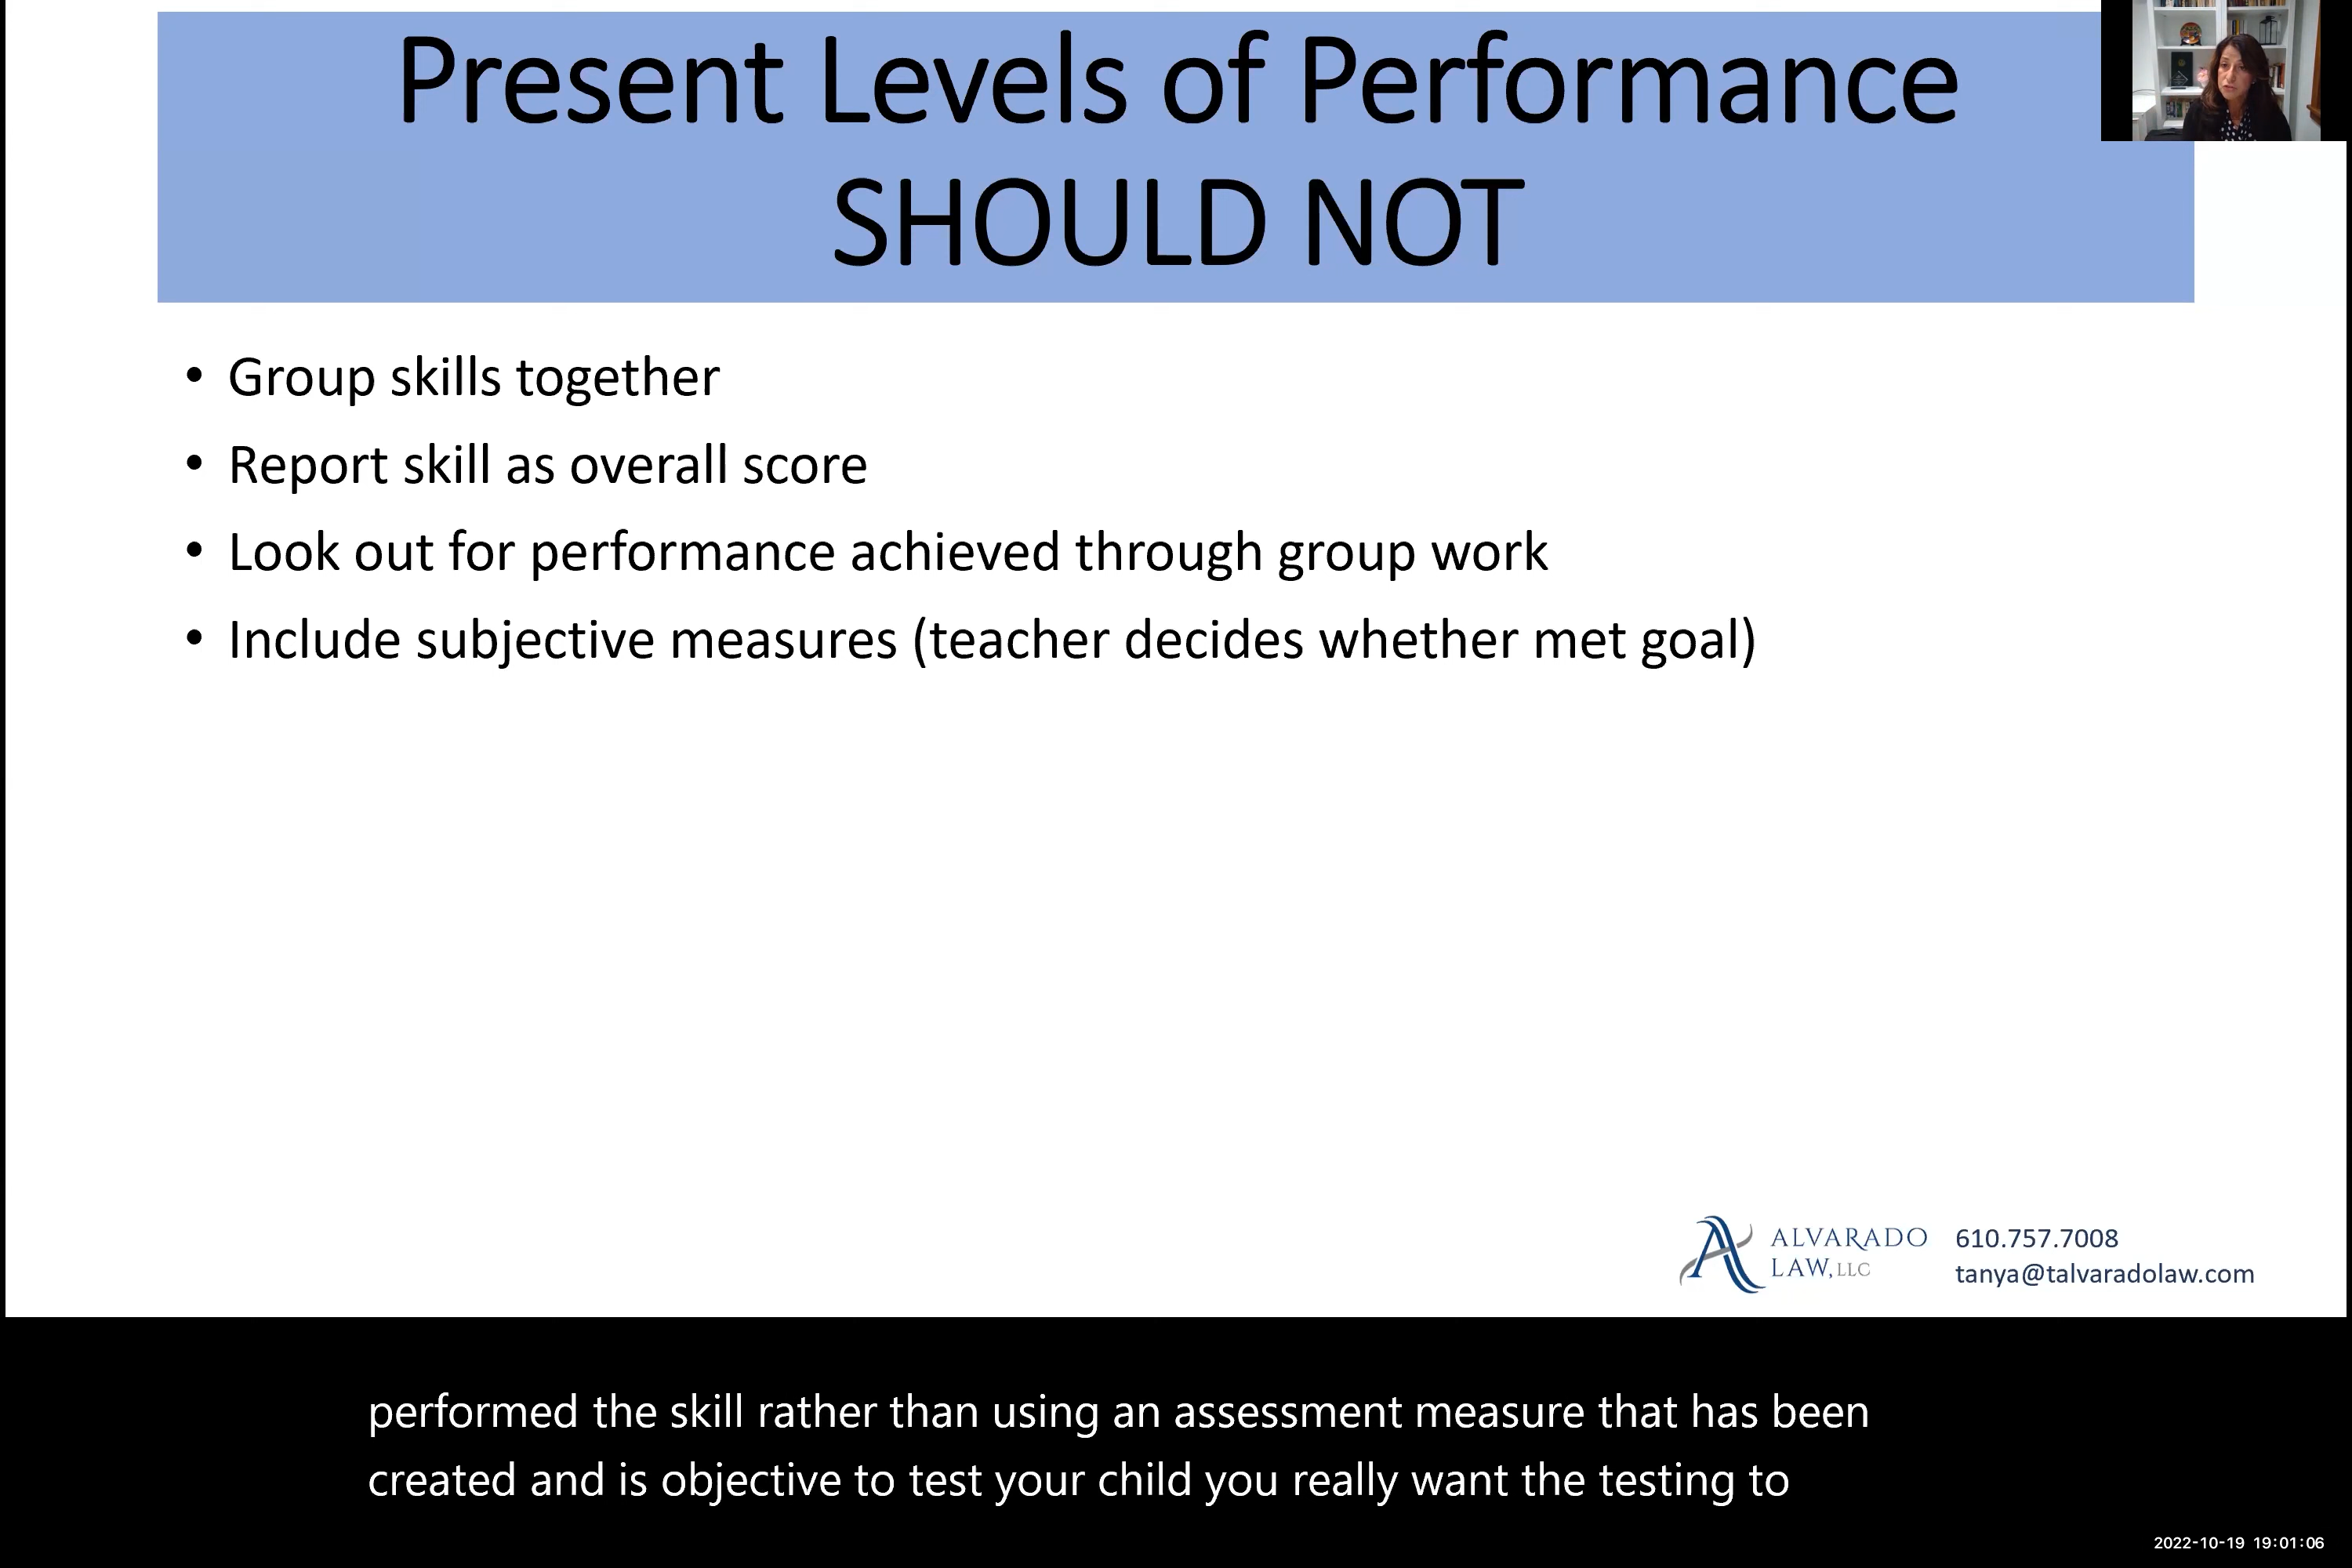 Present Levels of Performance
SHOULD NOT
• Group skills together
• Report skill as overall score
• Look out for performance achieved through group work
• Include subjective measures (teacher decides whether met goal)
ALVARADO
LAW, LLC
610.757.7008
tanya@talvaradolaw.com
performed the skill rather than using an assessment measure that has been
created and is objective to test your child you really want the testing to
2022-10-19 19:01:06